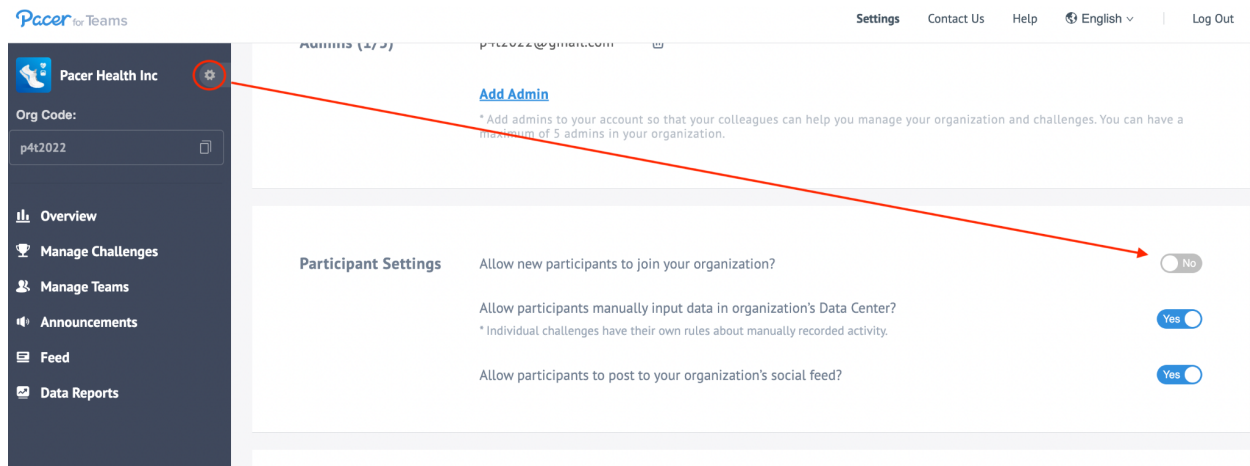 Pacer for Teams
Settings Contact Us Help English Log Out
Admins (1/5) p4t2022@gmail.com
Pacer Health Inc
Add Admin
Org Code:
* Add admins to your account so that your colleagues can help you manage your organization and challenges. You can have a
maximum of 5 admins in your organization.
p4t2022
Overview
Manage Challenges
Manage Teams
Announcements
Feed
Data Reports
Participant Settings
Allow new participants to join your organization? No
Allow participants manually input data in organization's Data Center? Yes
* Individual challenges have their own rules about manually recorded activity.
Allow participants to post to your organization's social feed? Yes